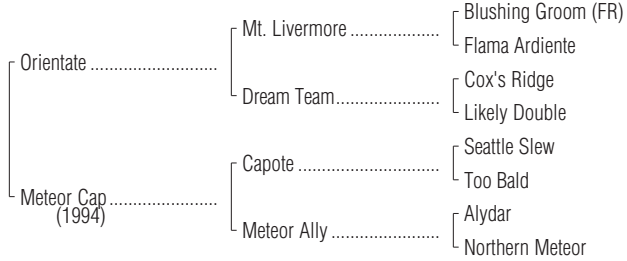 Blushing Groom (FR)
Mt. Livermore ....................
Flama Ardiente
Orientate ............................
Cox's Ridge
Dream Team.......................
Likely Double
Seattle Slew
Capote ...............................
Too Bald
Meteor Cap........................
(1994)
Alydar
Meteor Ally ........................
Northern Meteor